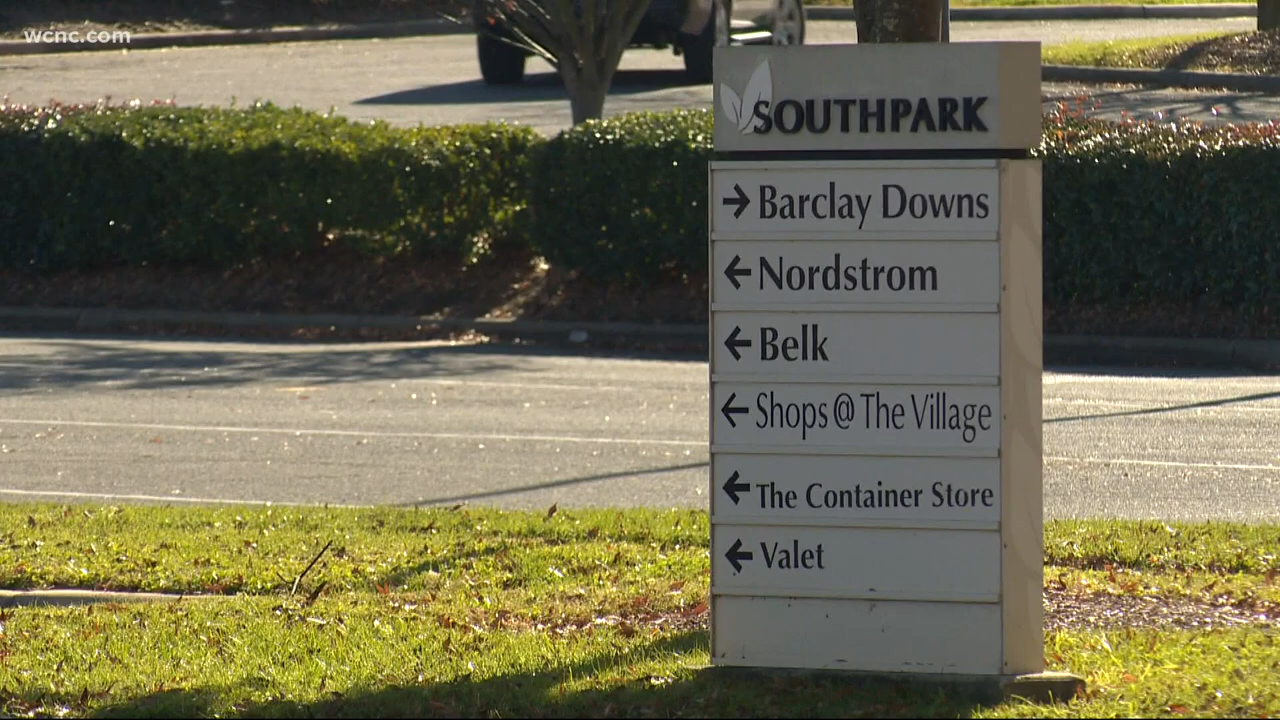 wcnc.com
SOUTHPARK
→ Barclay Downs
← Nordstrom
← Belk
← Shops @ The Village
← The Container Store
← Valet